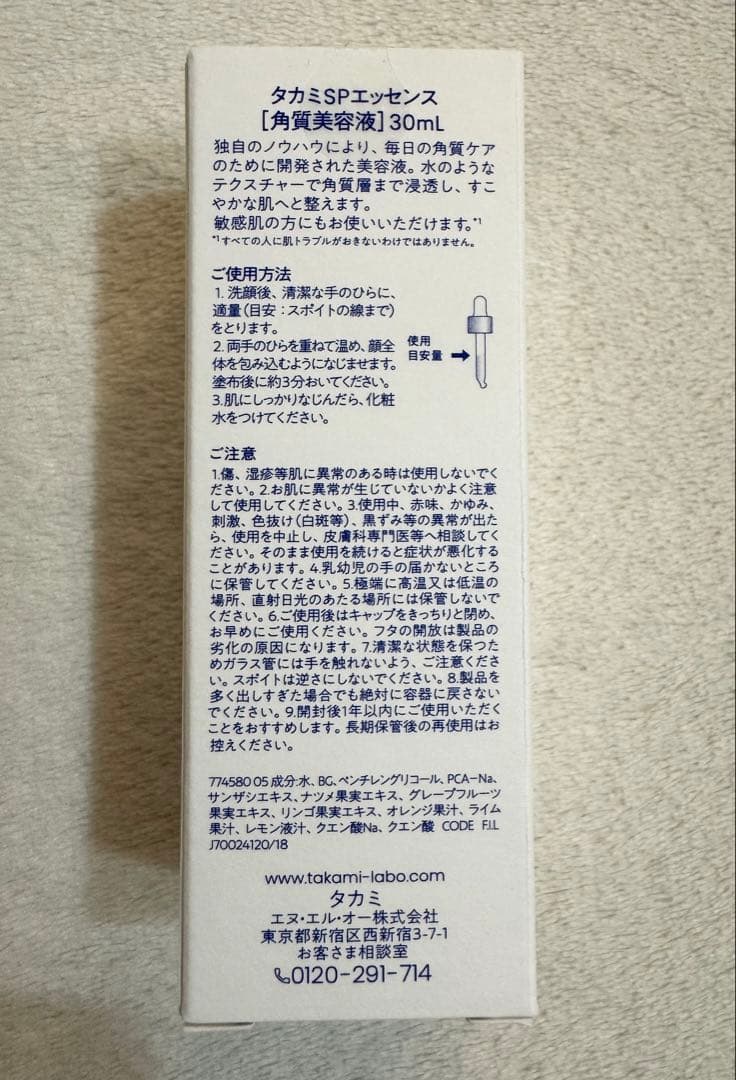 タカミSPエッセンス
[角質美容液]30mL
独自のノウハウにより、毎日の角質ケア
のために開発された美容液。水のような
テクスチャーで角質層まで浸透し、すこ
やかな肌へと整えます。
敏感肌の方にもお使いいただけます。*1
*1すべての人に肌トラブルがおきないわけではありません。
ご使用方法
1. 洗顔後、清潔な手のひらに、
適量(目安:スポイトの線まで)
をとります。
2. 両手のひらを重ねて温め、顔全
体を包み込むようになじませます。
塗布後に約3分おいてください。
3.肌にしっかりなじんだら、化粧
水をつけてください。
使用
目安量
ご注意
1.傷、湿疹等肌に異常のある時は使用しないでく
ださい。2.お肌に異常が生じていないかよく注意
して使用してください。3.使用中、赤味、かゆみ、
刺激、色抜け(白斑等)、黒ずみ等の異常が出た
ら、使用を中止し、皮膚科専門医等へ相談してく
ださい。そのまま使用を続けると症状が悪化する
ことがあります。4.乳幼児の手の届かないところ
に保管してください。5.極端に高温又は低温の
場所、直射日光のあたる場所には保管しないで
ください。6.ご使用後はキャップをきっちりと閉め、
お早めにご使用ください。フタの開放は製品の
劣化の原因になります。7.清潔な状態を保つた
めガラス管には手を触れないよう、ご注意くださ
い。スポイトは逆さにしないでください。8.製品を
多く出しすぎた場合でも絶対に容器に戻さない
でください。9.開封後1年以内にご使用いただく
ことをおすすめします。長期保管後の再使用はお
控えください。
774580 05 成分:水、BG、ペンチレングリコール、PCA-Na、
サンザシエキス、ナツメ果実エキス、グレープフルーツ
果実エキス、リンゴ果実エキス、オレンジ果汁、ライム
果汁、レモン液汁、クエン酸Na、クエン酸 CODE F.I.L
J70024120/18
www.takami-labo.com
タカミ
エヌ・エル・オー株式会社
東京都新宿区西新宿3-7-1
お客さま相談室
0120-291-714